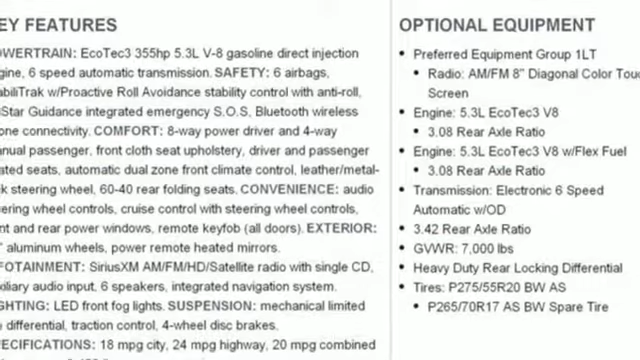 EY FEATURES
OWERTRAIN: EcoTec3 355hp 5.3L V-8 gasoline direct injection
ngine, 6 speed automatic transmission. SAFETY: 6 airbags,
abiliTrak w/Proactive Roll Avoidance stability control with anti-roll,
nStar Guidance integrated emergency S.O.S, Bluetooth wireless
one connectivity. COMFORT: 8-way power driver and 4-way
anual passenger, front cloth seat upholstery, driver and passenger
ated seats, automatic dual zone front climate control, leather/metal-
k steering wheel, 60-40 rear folding seats. CONVENIENCE: audio
ering wheel controls, cruise control with steering wheel controls,
nt and rear power windows, remote keyfob (all doors). EXTERIOR:
" aluminum wheels, power remote heated mirrors.
FOTAINMENT: SiriusXM AM/FM/HD/Satellite radio with single CD,
xiliary audio input, 6 speakers, integrated navigation system.
GHTING: LED front fog lights. SUSPENSION: mechanical limited
e differential, traction control, 4-wheel disc brakes.
PECIFICATIONS: 18 mpg city, 24 mpg highway, 20 mpg combined
OPTIONAL EQUIPMENT
• Preferred Equipment Group 1LT
• Radio: AM/FM 8" Diagonal Color Touc
Screen
• Engine: 5.3L EcoTec3 V8
• 3.08 Rear Axle Ratio
• Engine: 5.3L EcoTec3 V8 w/Flex Fuel
• 3.08 Rear Axle Ratio
• Transmission: Electronic 6 Speed
Automatic w/OD
• 3.42 Rear Axle Ratio
• GVWR: 7,000 lbs
• Heavy Duty Rear Locking Differential
• Tires: P275/55R20 BW AS
• P265/70R17 AS BW Spare Tire